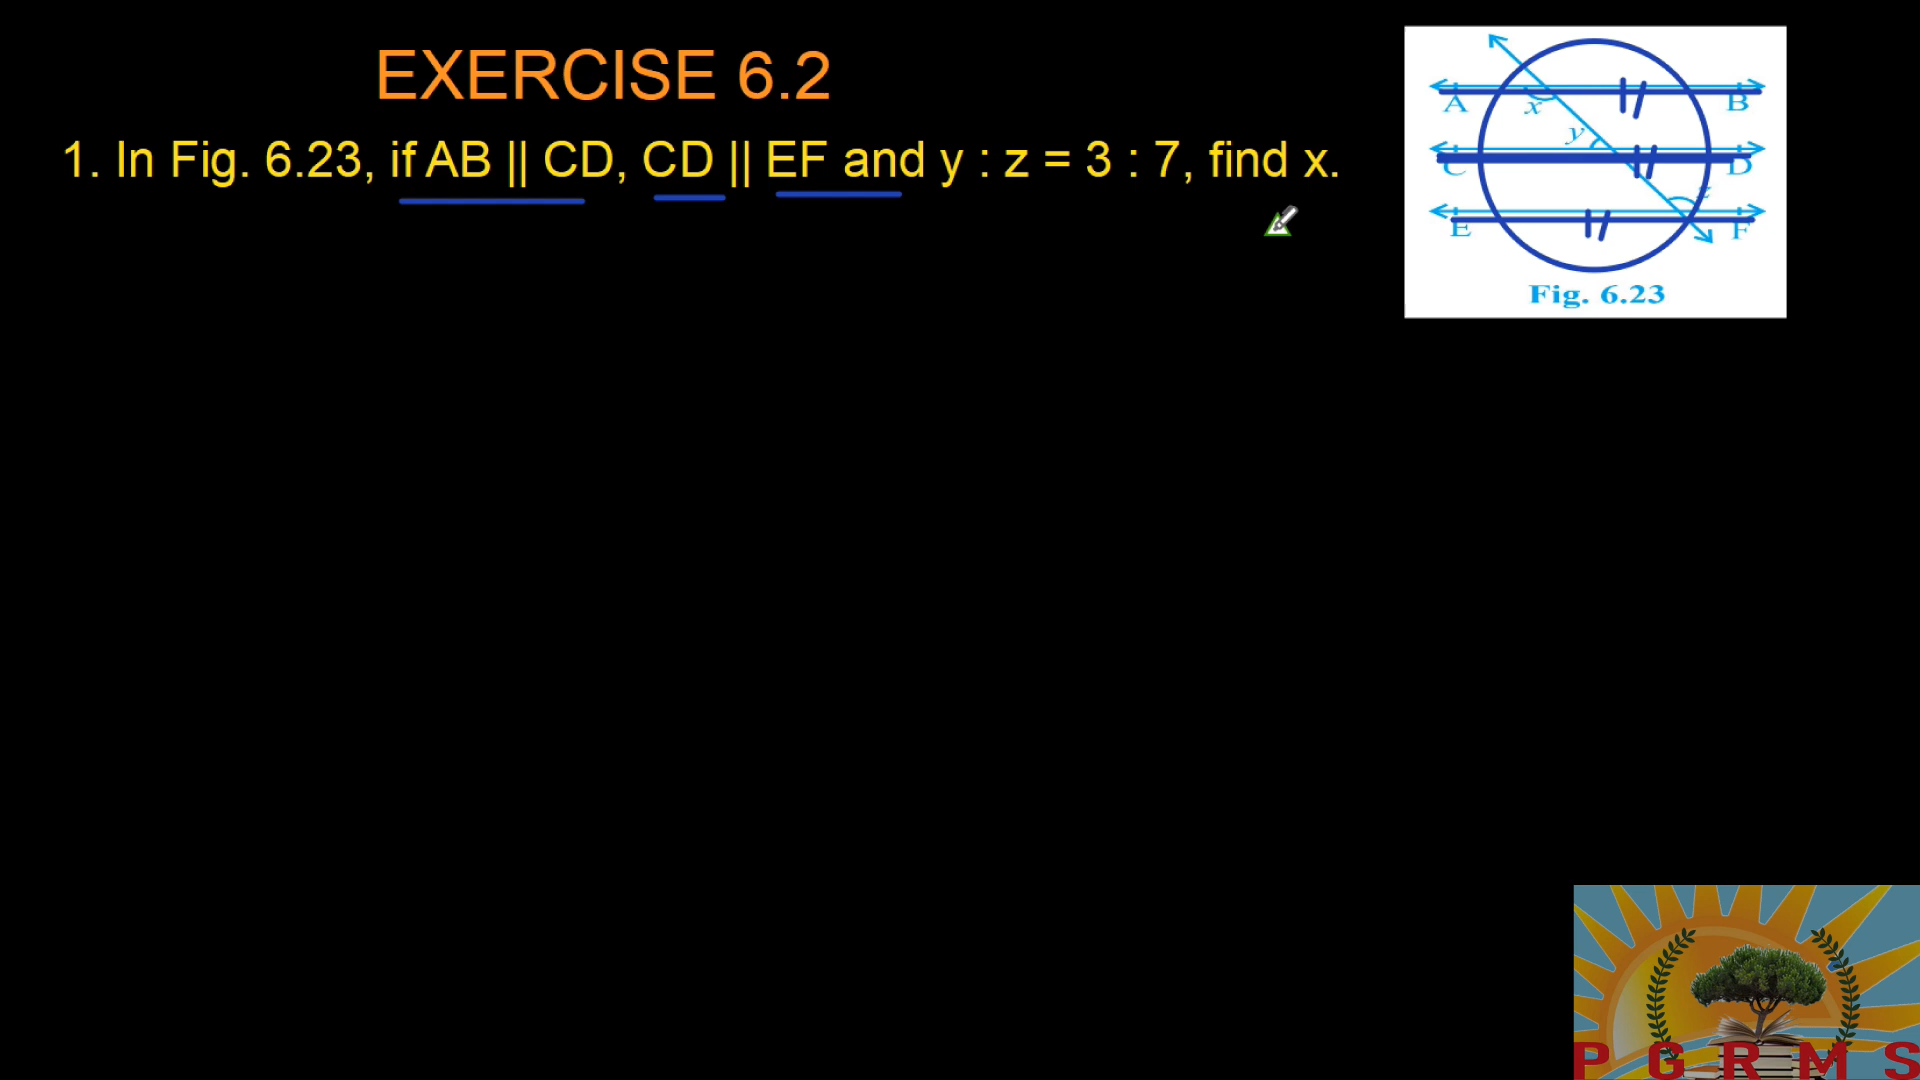 EXERCISE 6.2
1. In Fig. 6.23, if AB || CD, CD || EF and y : z = 3 : 7, find x.
A x B
y
C D
z
E F
Fig. 6.23
P G R M S